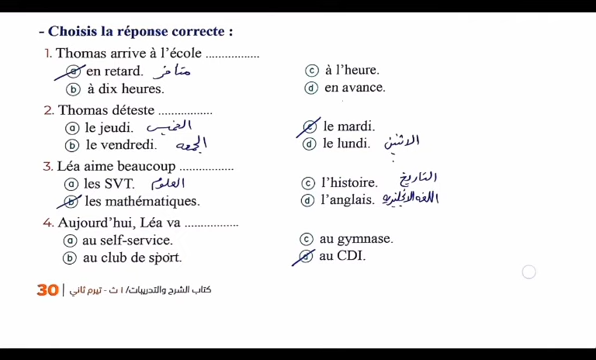 - Choisis la réponse correcte :
1. Thomas arrive à l'école ................
ⓐ en retard. متأخر ⓒ à l'heure.
ⓑ à dix heures. ⓓ en avance.
2. Thomas déteste ................
ⓐ le jeudi. الخميس ⓒ le mardi.
ⓑ le vendredi. الجمعه ⓓ le lundi. الاثنين
3. Léa aime beaucoup ................
ⓐ les SVT. العلوم ⓒ l'histoire. التاريخ
ⓑ les mathématiques. ⓓ l'anglais. اللغه الانجليزيه
4. Aujourd'hui, Léa va ................
ⓐ au self-service. ⓒ au gymnase.
ⓑ au club de sport. ⓓ au CDI.
30 | كتاب الشرح والتدريبات/ ١ ث - تيرم ثاني